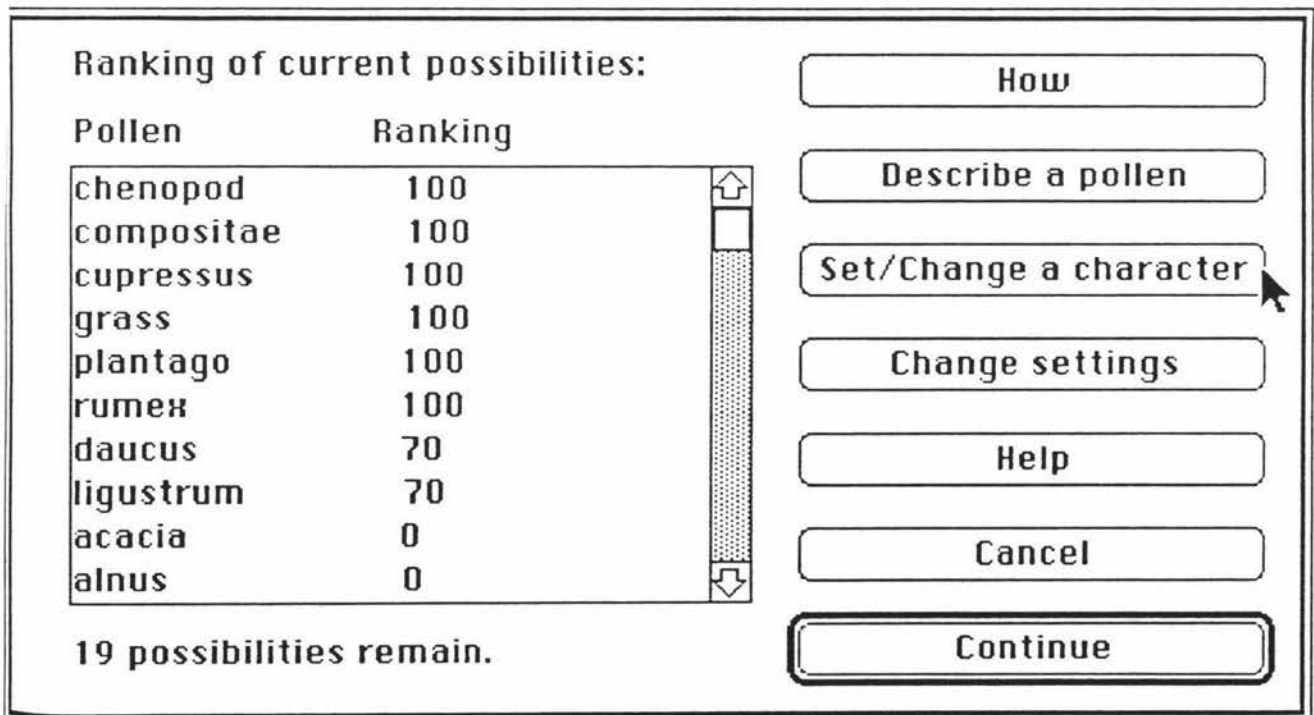 Ranking of current possibilities:
Pollen Ranking
chenopod 100
compositae 100
cupressus 100
grass 100
plantago 100
rumex 100
daucus 70
ligustrum 70
acacia 0
alnus 0
19 possibilities remain.
How
Describe a pollen
Set/Change a character
Change settings
Help
Cancel
Continue